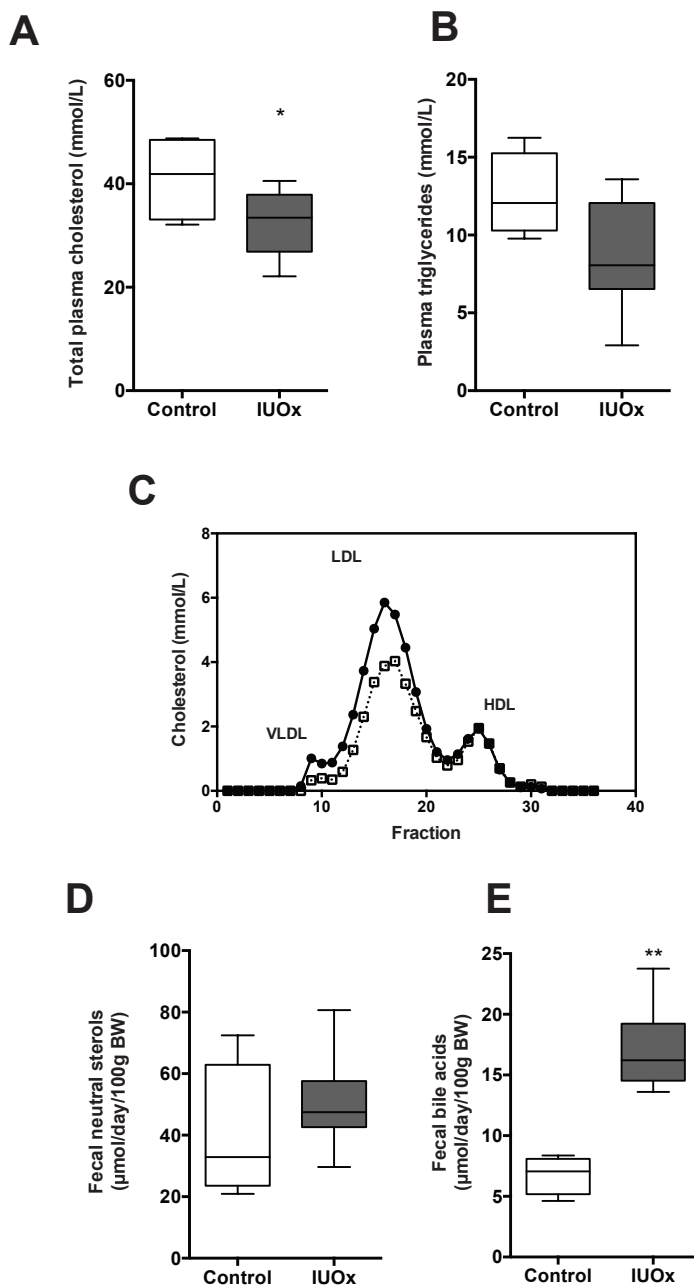 A
Total plasma cholesterol (mmol/L)
60
40
20
0
*
Control
IUOx
B
Plasma triglycerides (mmol/L)
20
15
10
5
0
Control
IUOx
C
Cholesterol (mmol/L)
8
6
4
2
0
LDL
VLDL
HDL
0
10
20
30
40
Fraction
D
Fecal neutral sterols
(µmol/day/100g BW)
100
80
60
40
20
0
Control
IUOx
E
Fecal bile acids
(µmol/day/100g BW)
25
20
15
10
5
0
**
Control
IUOx